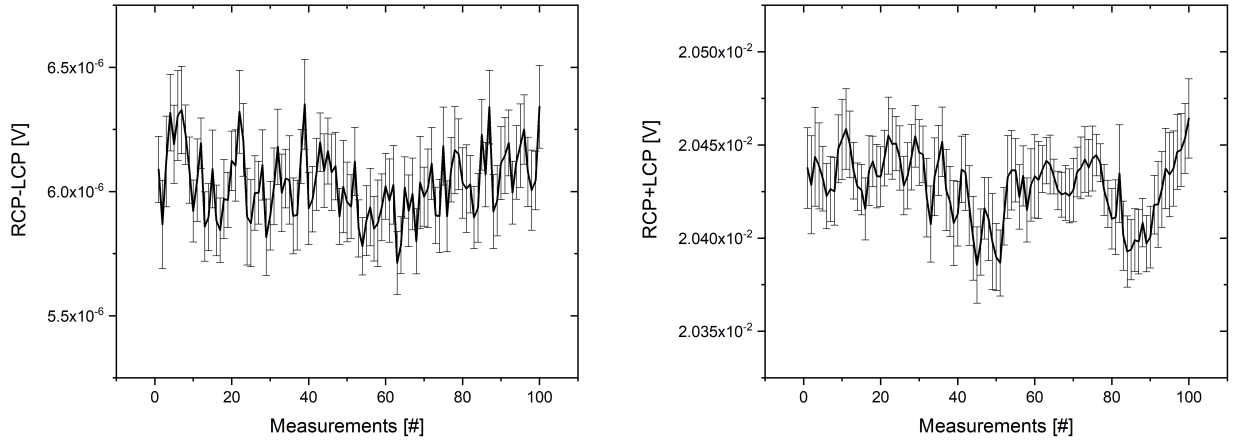 RCP-LCP [V]
6.5x10⁻⁶
6.0x10⁻⁶
5.5x10⁻⁶
0 20 40 60 80 100
Measurements [#]
RCP+LCP [V]
2.050x10⁻²
2.045x10⁻²
2.040x10⁻²
2.035x10⁻²
0 20 40 60 80 100
Measurements [#]